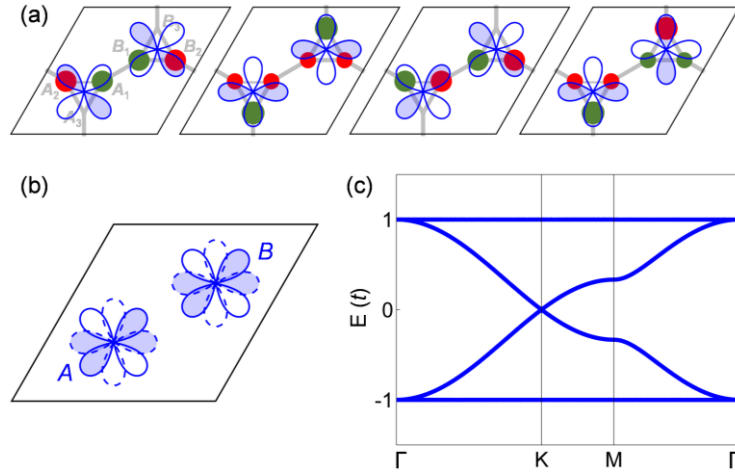 (a)
B₃
B₁ B₂
A₂ A₁
A₃
(b)
B
A
(c)
E (t)
1
0
-1
Γ K M Γ